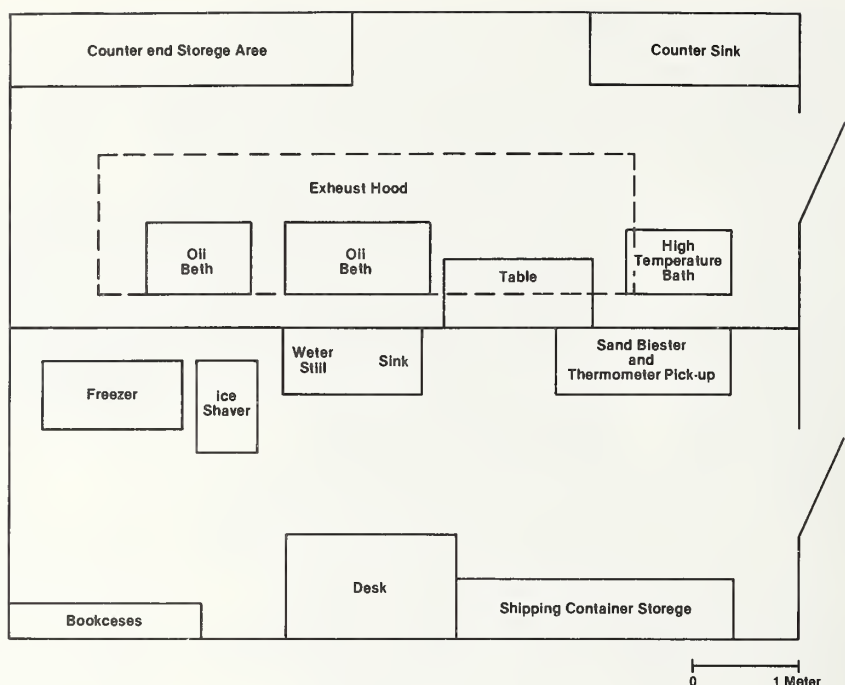 Counter end Storege Area
Counter Sink
Exheust Hood
Oil
Beth
Oil
Beth
Table
High
Temperature
Bath
Weter
Still
Sink
Sand Blester
and
Thermometer Pick-up
Freezer
Ice
Shaver
Desk
Bookceses
Shipping Container Storege
0
1 Meter